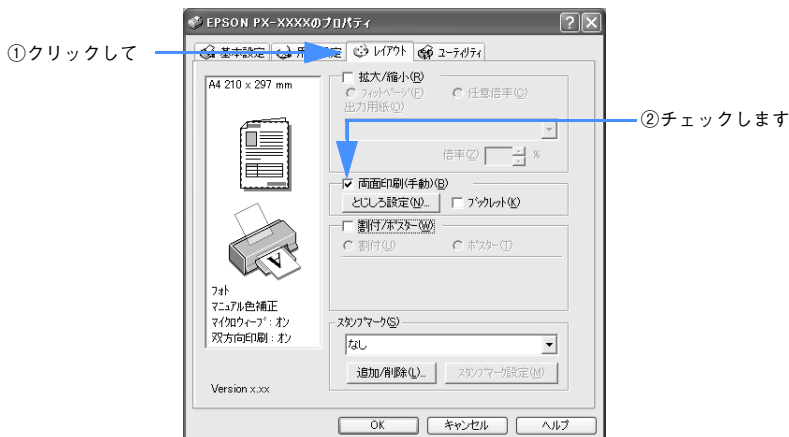 EPSON PX-XXXXのプロパティ
①クリックして
基本設定
レイアウト
ユーティリティ
A4 210 x 297 mm
拡大/縮小(R)
フィットページ(F) 任意倍率(C)
出力用紙(O)
②チェックします
倍率(Z) %
両面印刷(手動)(B)
とじしろ設定(N)... ブックレット(K)
割付/ポスター(W)
割付(U) ポスター(T)
フォト
マニュアル色補正
マイクロウィーブ：オン
双方向印刷：オン
スタンプマーク(S)
なし
追加/削除(L)... スタンプマーク設定(M)
Version x.xx
OK キャンセル ヘルプ